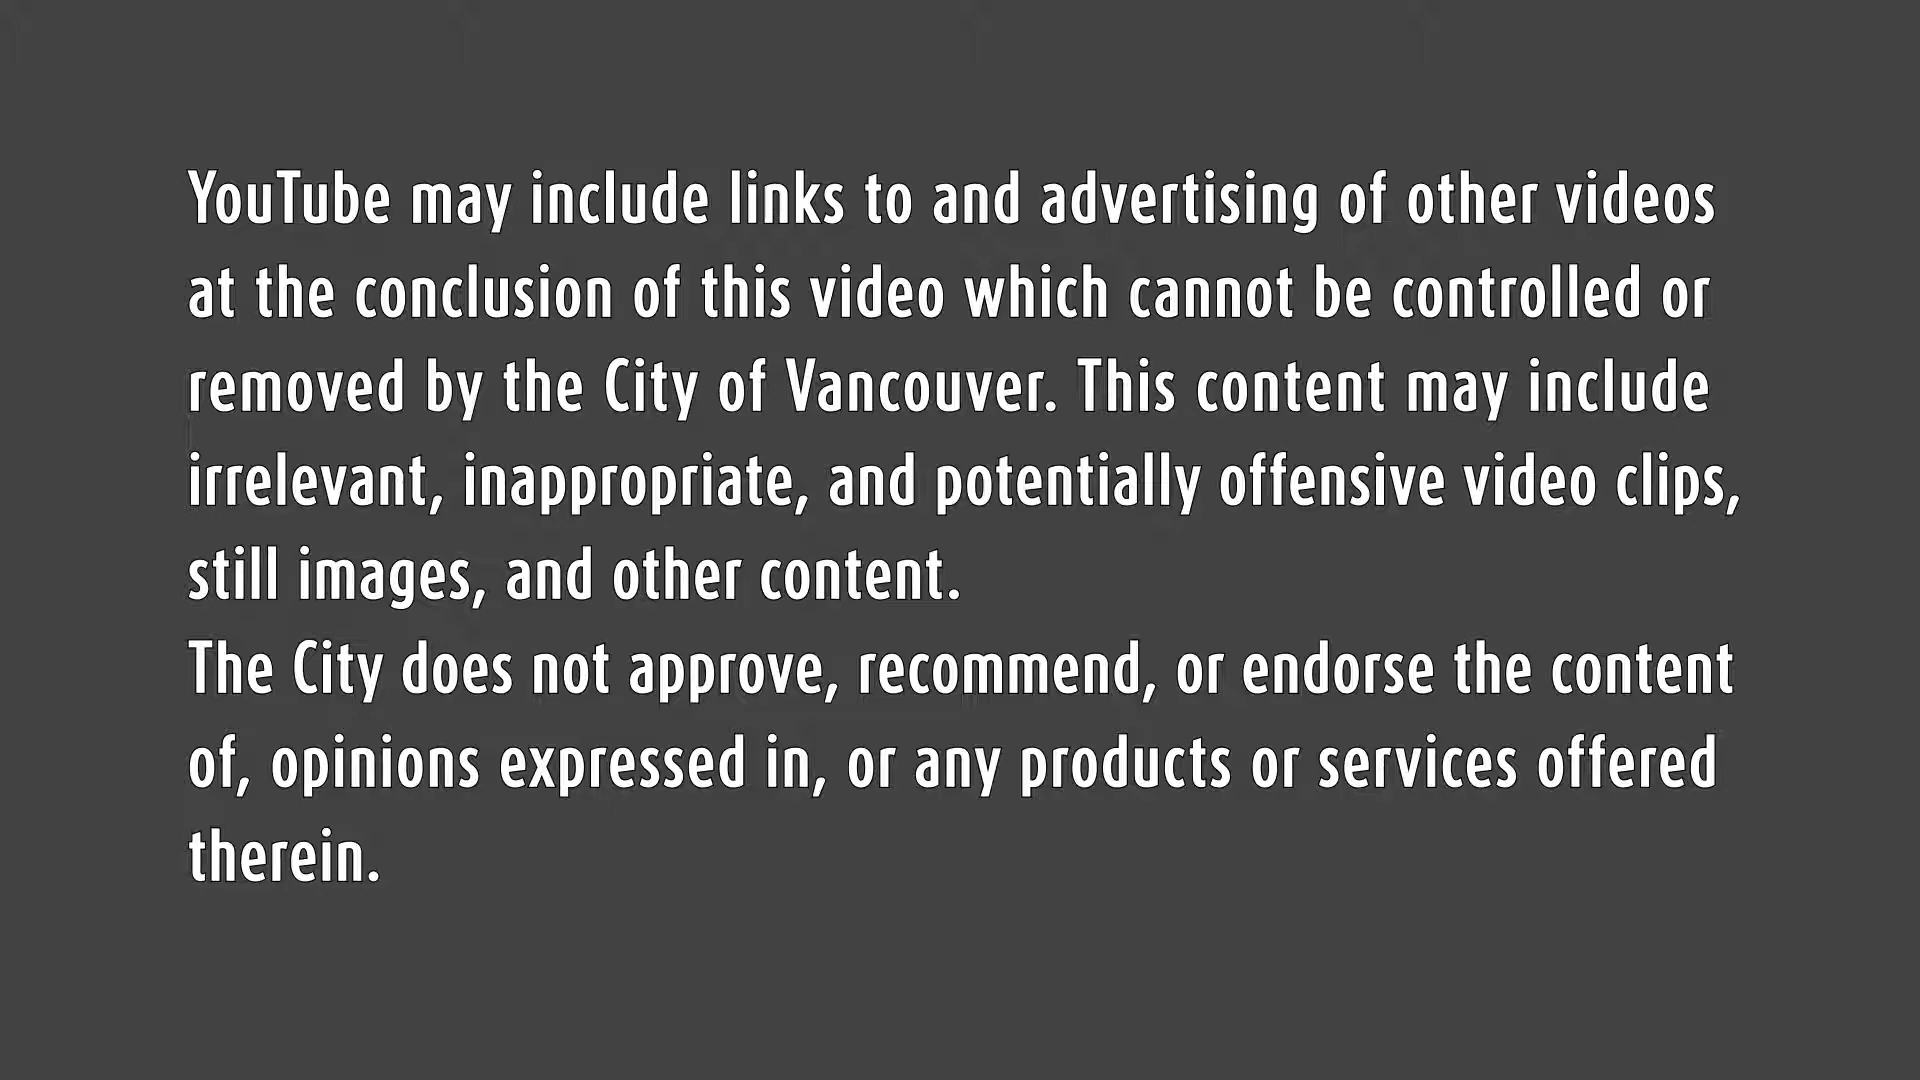 YouTube may include links to and advertising of other videos
at the conclusion of this video which cannot be controlled or
removed by the City of Vancouver. This content may include
irrelevant, inappropriate, and potentially offensive video clips,
still images, and other content.
The City does not approve, recommend, or endorse the content
of, opinions expressed in, or any products or services offered
therein.